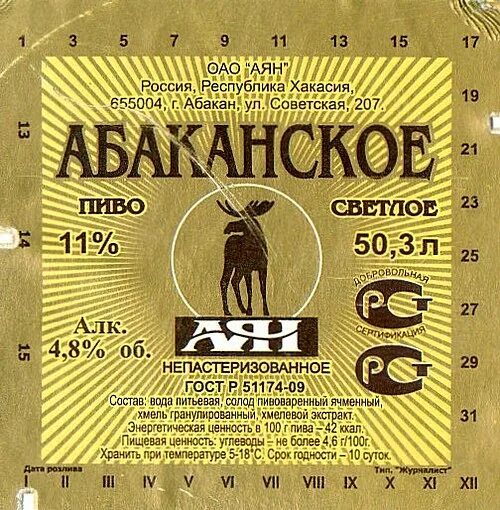 1 3 5 7 9 11 13 15 17
ОАО "АЯН"
Россия, Республика Хакасия,
655004, г. Абакан, ул. Советская, 207.
19
13
АБАКАНСКОЕ
21
ПИВО СВЕТЛОЕ
23
14
11% 50,3 л
25
ДОБРОВОЛЬНАЯ
РСТ
СЕРТИФИКАЦИЯ
27
Алк.
4,8% об.
АЯН
РСТ
15
29
НЕПАСТЕРИЗОВАННОЕ
ГОСТ Р 51174-09
Состав: вода питьевая, солод пивоваренный ячменный,
хмель гранулированный, хмелевой экстракт.
31
Энергетическая ценность в 100 г пива – 42 ккал.
Пищевая ценность: углеводы – не более 4,6 г/100г.
Хранить при температуре 5-18°С. Срок годности – 10 суток.
Дата розлива Тип. "Журналист"
I II III IV V VI VII VIII IX X XI XII